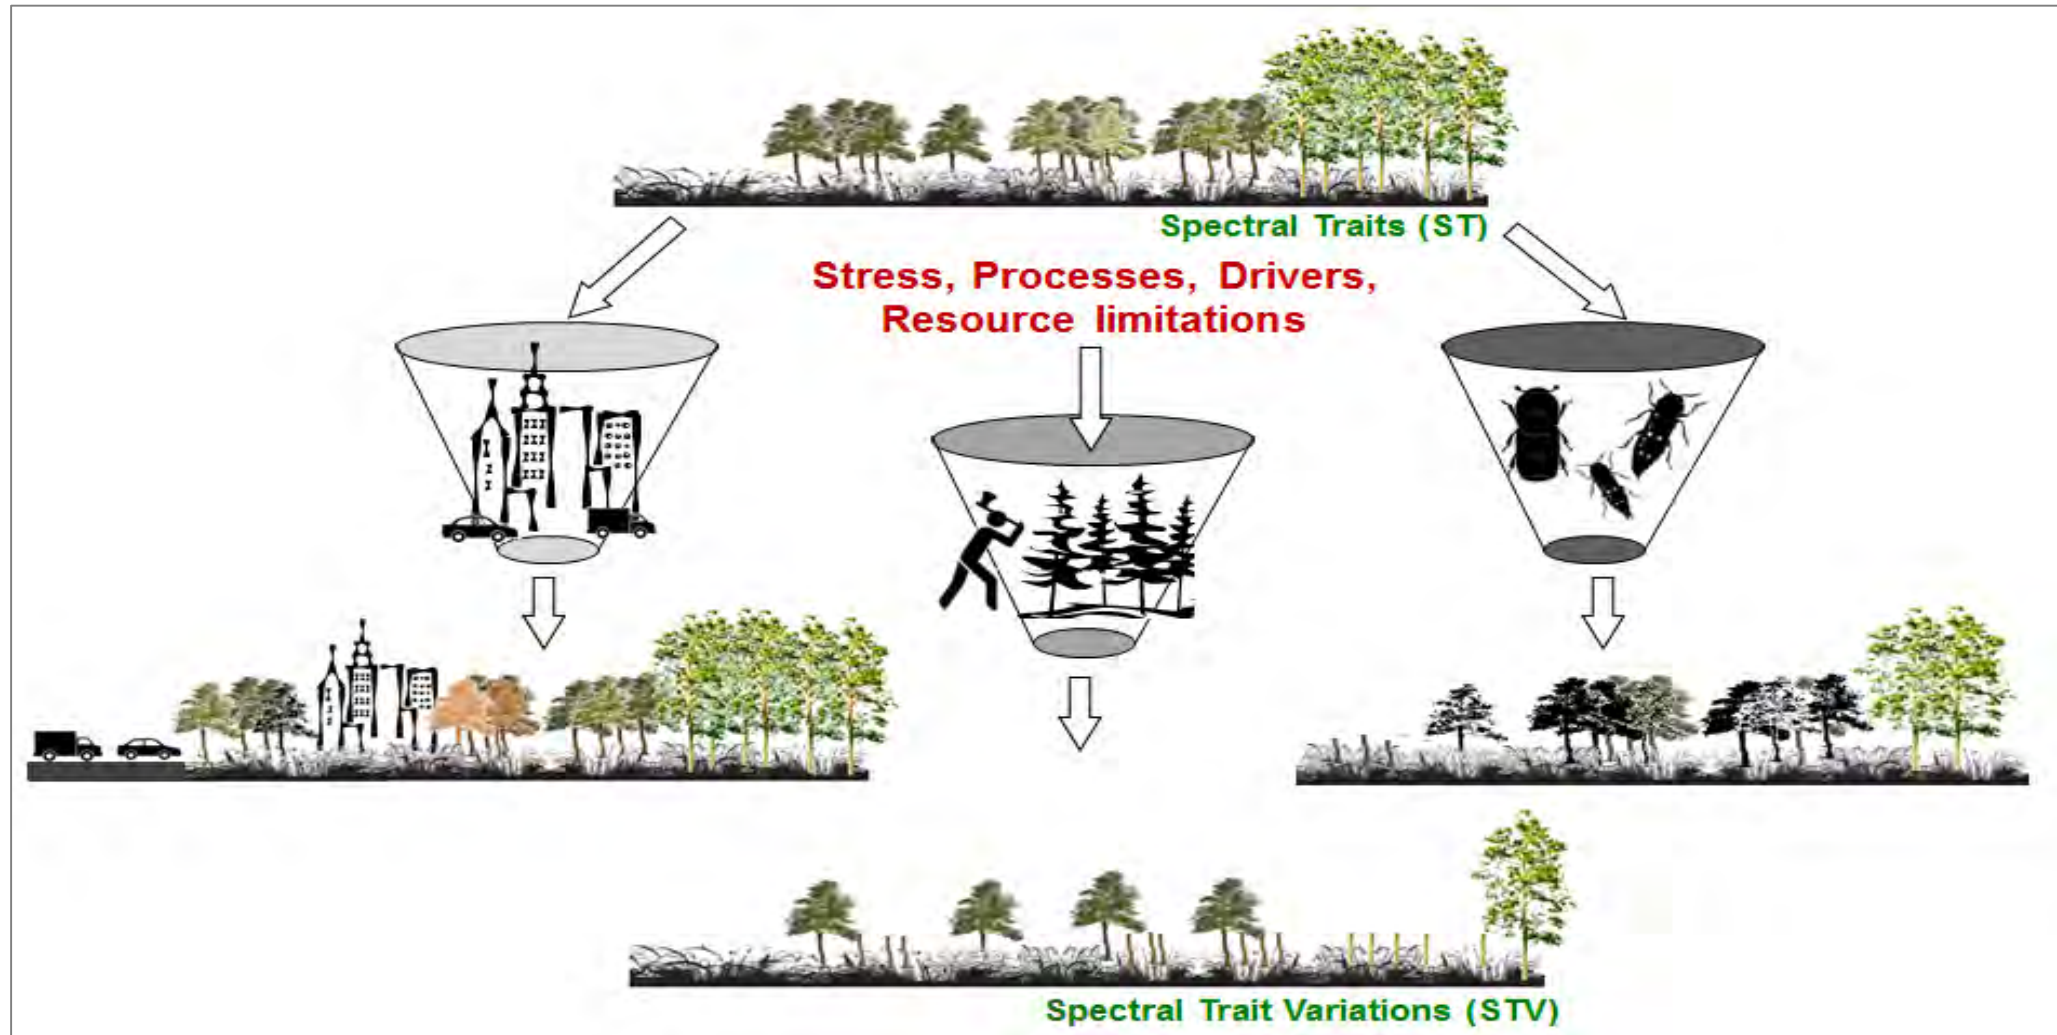 Spectral Traits (ST)
Stress, Processes, Drivers,
Resource limitations
Spectral Trait Variations (STV)